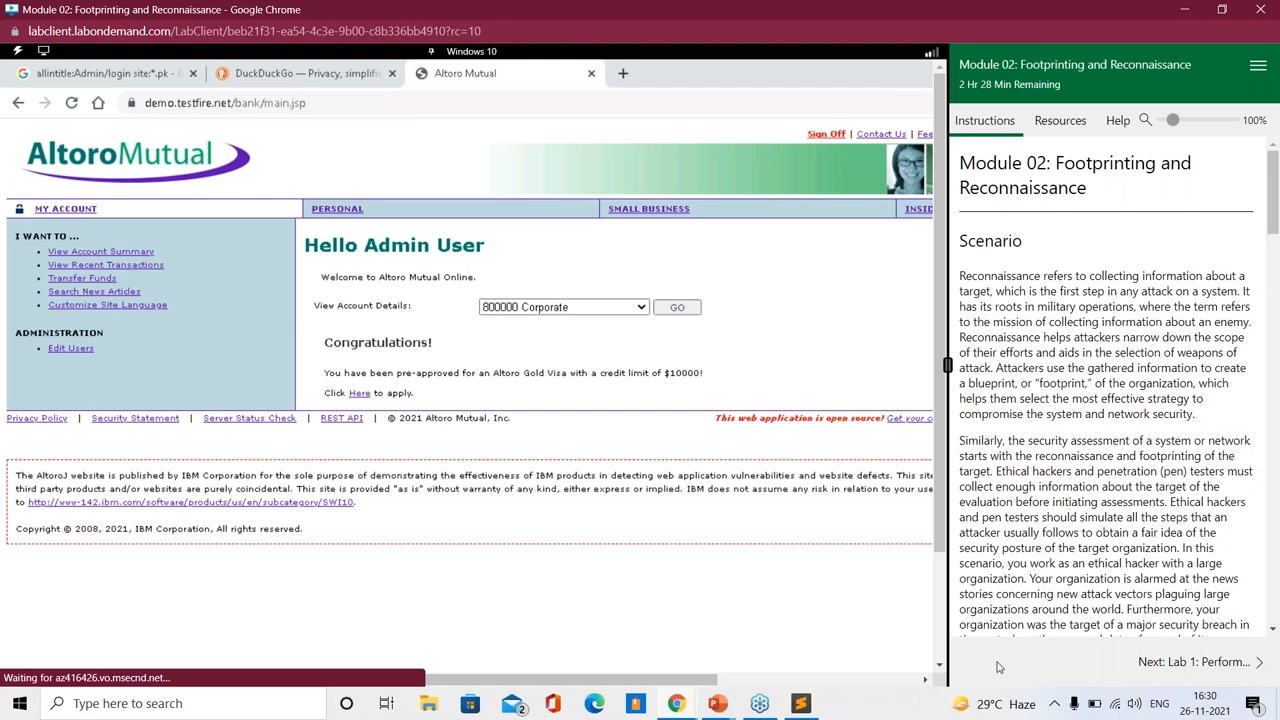 Module 02: Footprinting and Reconnaissance - Google Chrome
labclient.labondemand.com/LabClient/beb21f31-ea54-4c3e-9b00-c8b336bb4910?rc=10
Windows 10
allintitle:Admin/login site:*.pk -
DuckDuckGo — Privacy, simplifi
Altoro Mutual
demo.testfire.net/bank/main.jsp
Sign Off | Contact Us | Fee
AltoroMutual
MY ACCOUNT
PERSONAL
SMALL BUSINESS
INSID
I WANT TO ...
View Account Summary
View Recent Transactions
Transfer Funds
Search News Articles
Customize Site Language
ADMINISTRATION
Edit Users
Hello Admin User
Welcome to Altoro Mutual Online.
View Account Details:
800000 Corporate
GO
Congratulations!
You have been pre-approved for an Altoro Gold Visa with a credit limit of $10000!
Click Here to apply.
Privacy Policy | Security Statement | Server Status Check | REST API | © 2021 Altoro Mutual, Inc.
This web application is open source! Get your c
The AltoroJ website is published by IBM Corporation for the sole purpose of demonstrating the effectiveness of IBM products in detecting web application vulnerabilities and website defects. This sit
third party products and/or websites are purely coincidental. This site is provided "as is" without warranty of any kind, either express or implied. IBM does not assume any risk in relation to your use
to http://www-142.ibm.com/software/products/us/en/subcategory/SWI10.
Copyright © 2008, 2021, IBM Corporation, All rights reserved.
Waiting for az416426.vo.msecnd.net...
Module 02: Footprinting and Reconnaissance
2 Hr 28 Min Remaining
Instructions
Resources
Help
100%
Module 02: Footprinting and
Reconnaissance
Scenario
Reconnaissance refers to collecting information about a
target, which is the first step in any attack on a system. It
has its roots in military operations, where the term refers
to the mission of collecting information about an enemy.
Reconnaissance helps attackers narrow down the scope
of their efforts and aids in the selection of weapons of
attack. Attackers use the gathered information to create
a blueprint, or “footprint,” of the organization, which
helps them select the most effective strategy to
compromise the system and network security.
Similarly, the security assessment of a system or network
starts with the reconnaissance and footprinting of the
target. Ethical hackers and penetration (pen) testers must
collect enough information about the target of the
evaluation before initiating assessments. Ethical hackers
and pen testers should simulate all the steps that an
attacker usually follows to obtain a fair idea of the
security posture of the target organization. In this
scenario, you work as an ethical hacker with a large
organization. Your organization is alarmed at the news
stories concerning new attack vectors plaguing large
organizations around the world. Furthermore, your
organization was the target of a major security breach in
Next: Lab 1: Perform...
Type here to search
2
29°C Haze
ENG
16:30
26-11-2021
1